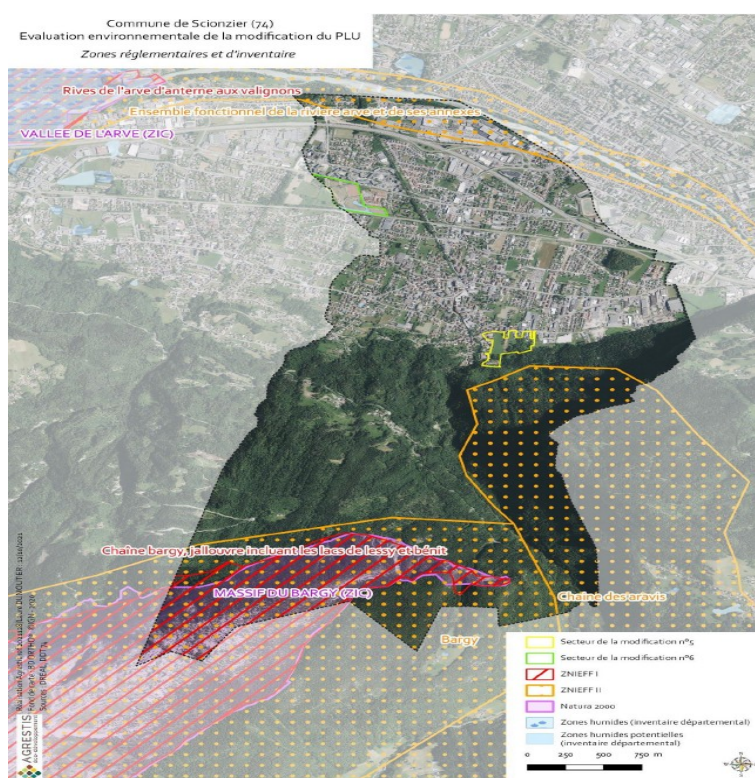 Commune de Scionzier (74)
Evaluation environnementale de la modification du PLU
Zones réglementaires et d'inventaire
Rives de l'arve d'anterne aux valignons
Ensemble fonctionnel de la rivière arve et de ses annexes
VALLEE DE L'ARVE (ZIC)
Chaîne bargy, jallouvre incluant les lacs de lessy et bénit
MASSIF DU BARGY (ZIC)
Chaîne des aravis
Bargy
Secteur de la modification n°5
Secteur de la modification n°6
ZNIEFF I
ZNIEFF II
Natura 2000
Zones humides (inventaire départemental)
Zones humides potentielles
(inventaire départemental)
0 250 500 750 m
AGRESTIS